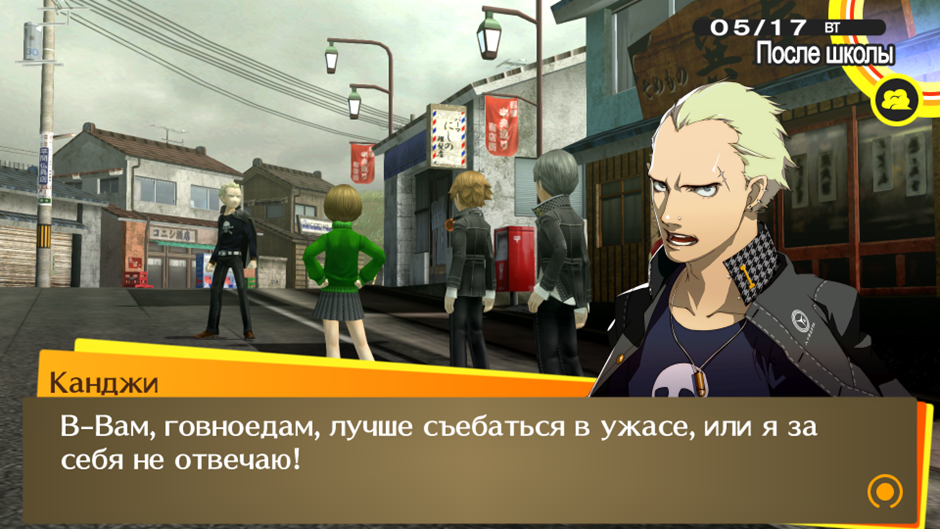 05/17 ВТ
После школы
Канджи
В-Вам, говноедам, лучше съебаться в ужасе, или я за
себя не отвечаю!